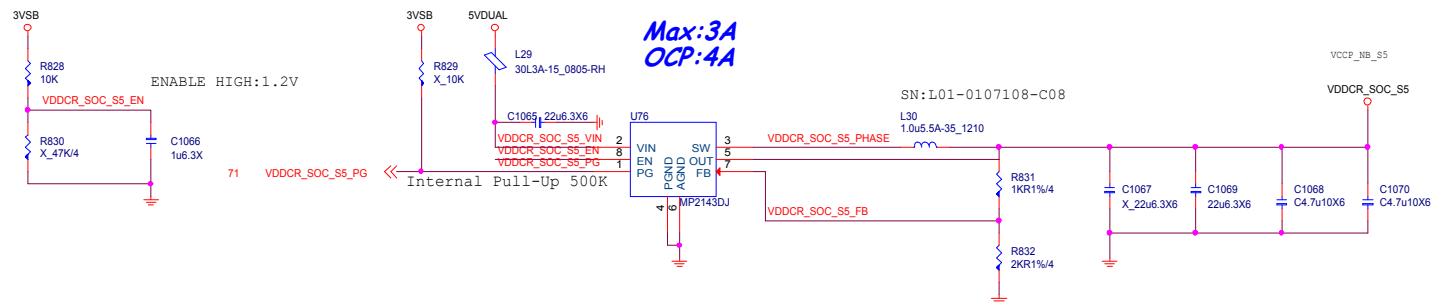 3VSB
R828
10K
ENABLE HIGH:1.2V
VDDCR_SOC_S5_EN
R830
X_47K/4
C1066
1u6.3X
3VSB
5VDUAL
R829
X_10K
L29
30L3A-15_0805-RH
Max:3A
OCP:4A
C1065
22u6.3X6
VDDCR_SOC_S5_VIN
VDDCR_SOC_S5_EN
VDDCR_SOC_S5_PG
71
VDDCR_SOC_S5_PG
Internal Pull-Up 500K
U76
2
8
1
VIN
EN
PG
SW
OUT
FB
PGND
AGND
3
5
7
4
6
MP2143DJ
VDDCR_SOC_S5_PHASE
SN:L01-0107108-C08
L30
1.0u5.5A-35_1210
VDDCR_SOC_S5_FB
R831
1KR1%/4
R832
2KR1%/4
VCCP_NB_S5
VDDCR_SOC_S5
C1067
X_22u6.3X6
C1069
22u6.3X6
C1068
C4.7u10X6
C1070
C4.7u10X6